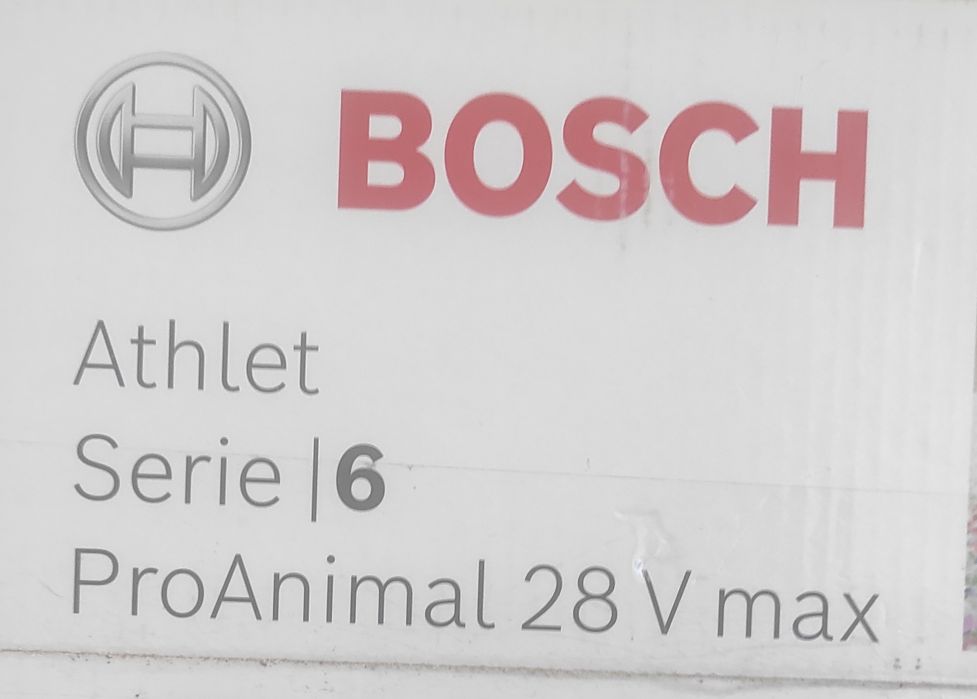 BOSCH
Athlet
Serie |6
ProAnimal 28 V max